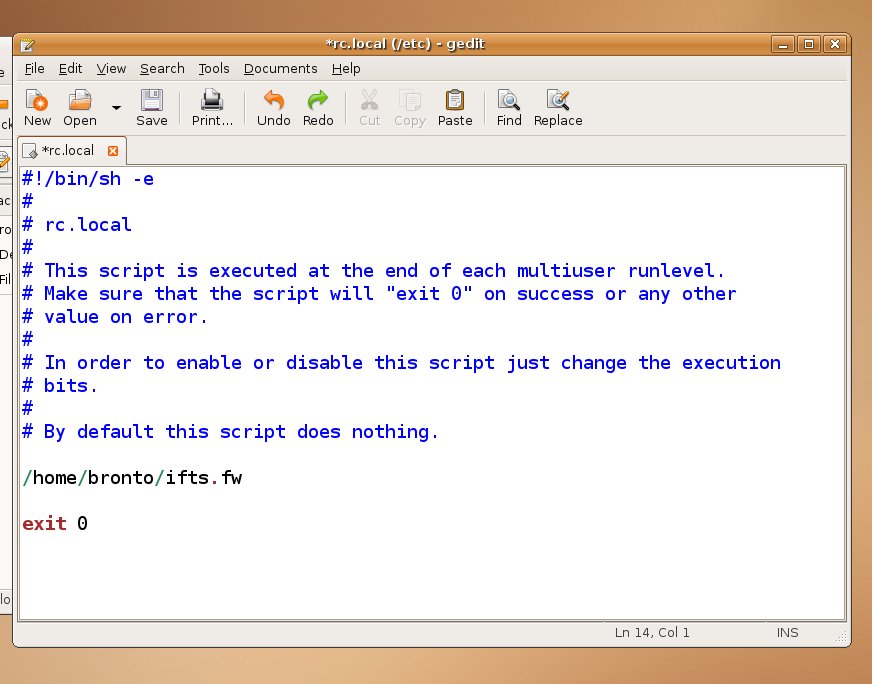 *rc.local (/etc) - gedit
File Edit View Search Tools Documents Help
New Open Save Print... Undo Redo Cut Copy Paste Find Replace
*rc.local
#!/bin/sh -e
#
# rc.local
#
# This script is executed at the end of each multiuser runlevel.
# Make sure that the script will "exit 0" on success or any other
# value on error.
#
# In order to enable or disable this script just change the execution
# bits.
#
# By default this script does nothing.
/home/bronto/ifts.fw
exit 0
Ln 14, Col 1 INS